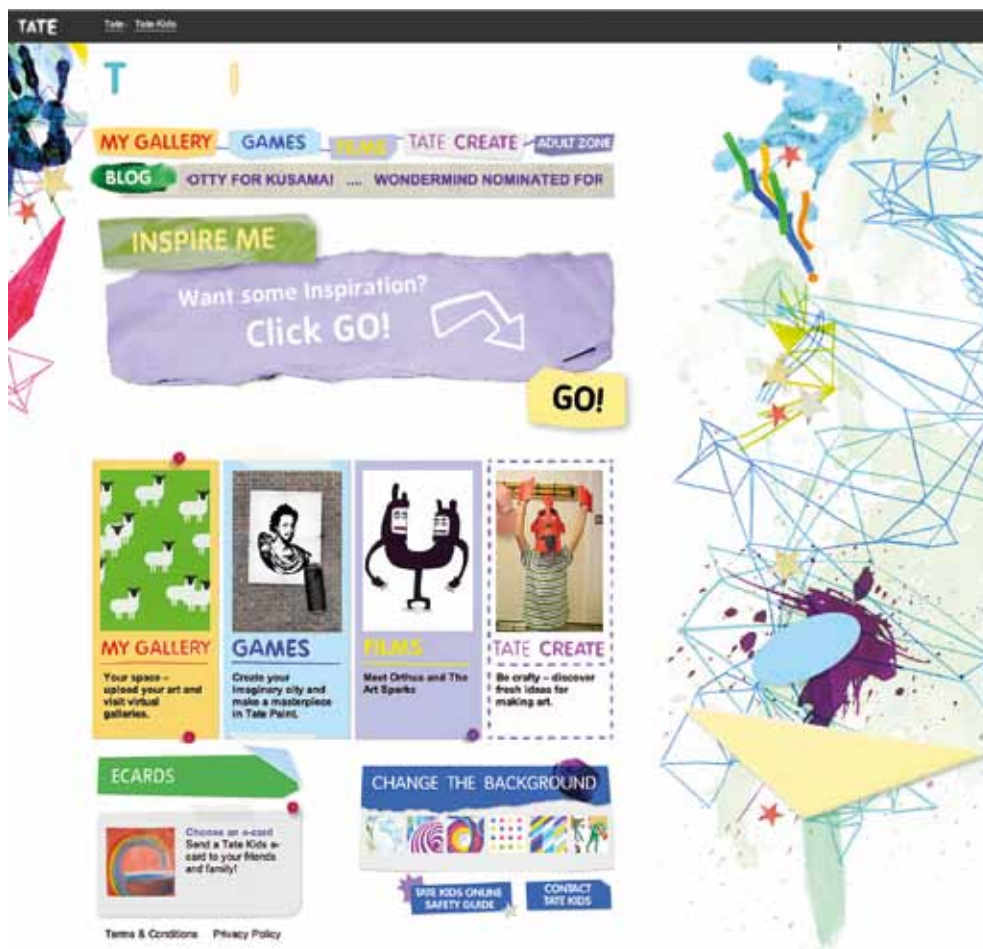 TATE
Tate Tate Kids
T I
MY GALLERY GAMES FILMS TATE CREATE ADULT ZONE
BLOG OTTY FOR KUSAMA! .... WONDERMIND NOMINATED FOR
INSPIRE ME
Want some Inspiration?
Click GO!
GO!
MY GALLERY
Your space –
upload your art and
visit virtual
galleries.
GAMES
Create your
imaginary city and
make a masterpiece
in Tate Paint.
FILMS
Meet Orthus and The
Art Sparks
TATE CREATE
Be crafty – discover
fresh ideas for
making art.
ECARDS
Choose an e-card
Send a Tate Kids e-
card to your friends
and family!
CHANGE THE BACKGROUND
TATE KIDS ONLINE
SAFETY GUIDE
CONTACT
TATE KIDS
Terms & Conditions Privacy Policy